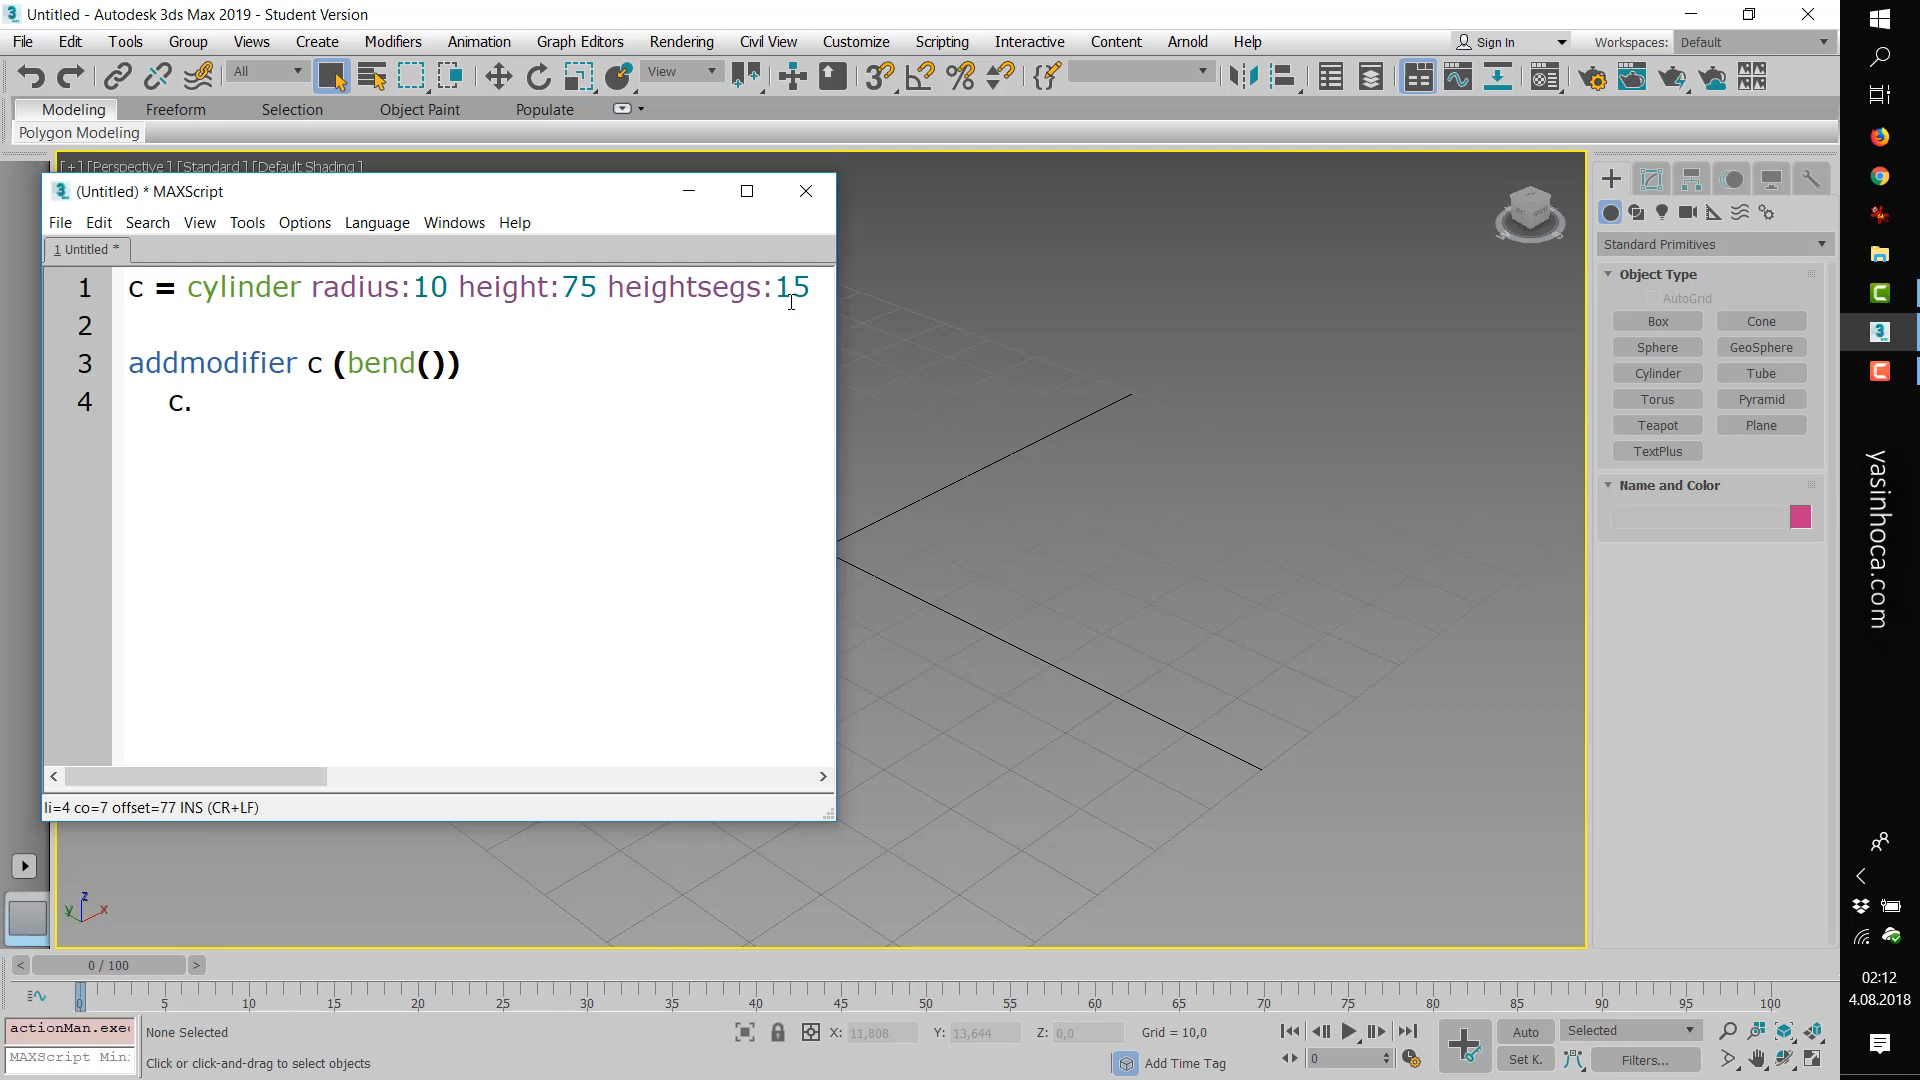 Untitled - Autodesk 3ds Max 2019 - Student Version
File Edit Tools Group Views Create Modifiers Animation Graph Editors Rendering Civil View Customize Scripting Interactive Content Arnold Help
Sign In Workspaces: Default
All View
Modeling Freeform Selection Object Paint Populate
Polygon Modeling
[ + ] [Perspective ] [Standard ] [Default Shading ]
(Untitled) * MAXScript
File Edit Search View Tools Options Language Windows Help
1 Untitled *
1 c = cylinder radius:10 height:75 heightsegs:15
2
3 addmodifier c (bend())
4 c.
li=4 co=7 offset=77 INS (CR+LF)
Standard Primitives
Object Type
AutoGrid
Box Cone
Sphere GeoSphere
Cylinder Tube
Torus Pyramid
Teapot Plane
TextPlus
Name and Color
yasinhoca.com
z
y x
< 0 / 100 >
0 5 10 15 20 25 30 35 40 45 50 55 60 65 70 75 80 85 90 95 100
actionMan.exe
MAXScript Min
None Selected
Click or click-and-drag to select objects
X: 11,808 Y: 13,644 Z: 0,0 Grid = 10,0
Add Time Tag
0
Auto Selected
Set K. Filters...
02:12
4.08.2018